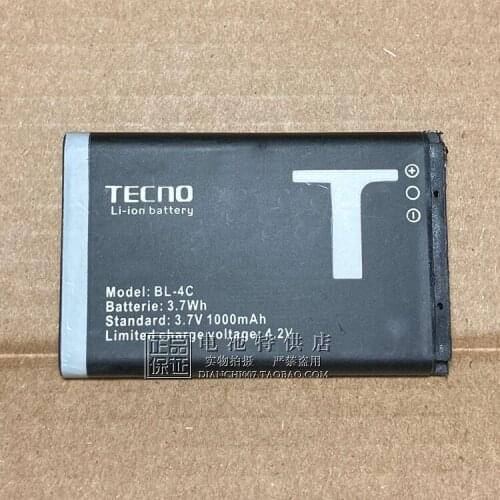 TECNO
Li-ion battery
T
Model: BL-4C
Batterie: 3.7Wh
Standard: 3.7V 1000mAh
Limited charge voltage: 4.2V
正品
保证
电池特供店
实物拍摄 严禁盗图
DIANCHI007.TAOBAO.COM